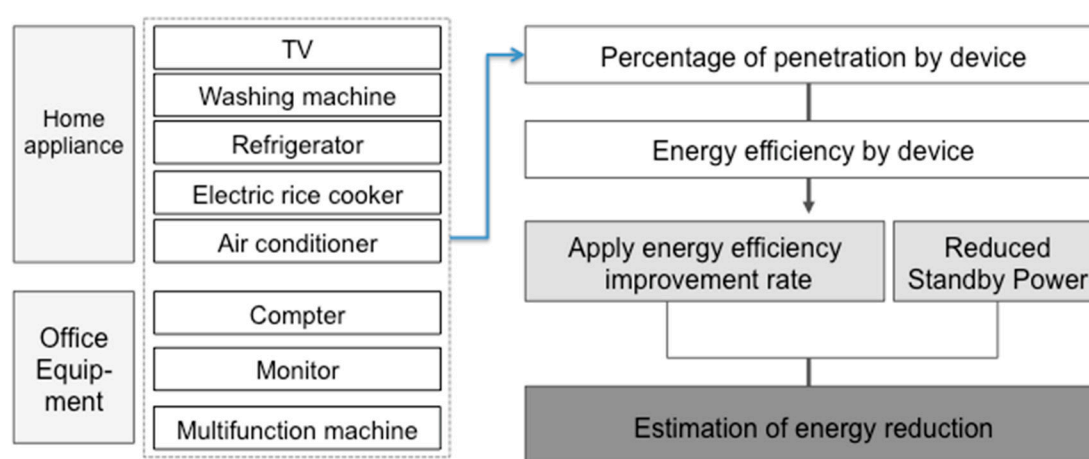 Home
appliance
TV
Washing machine
Refrigerator
Electric rice cooker
Air conditioner
Office
Equip-
ment
Compter
Monitor
Multifunction machine
Percentage of penetration by device
Energy efficiency by device
Apply energy efficiency
improvement rate
Reduced
Standby Power
Estimation of energy reduction